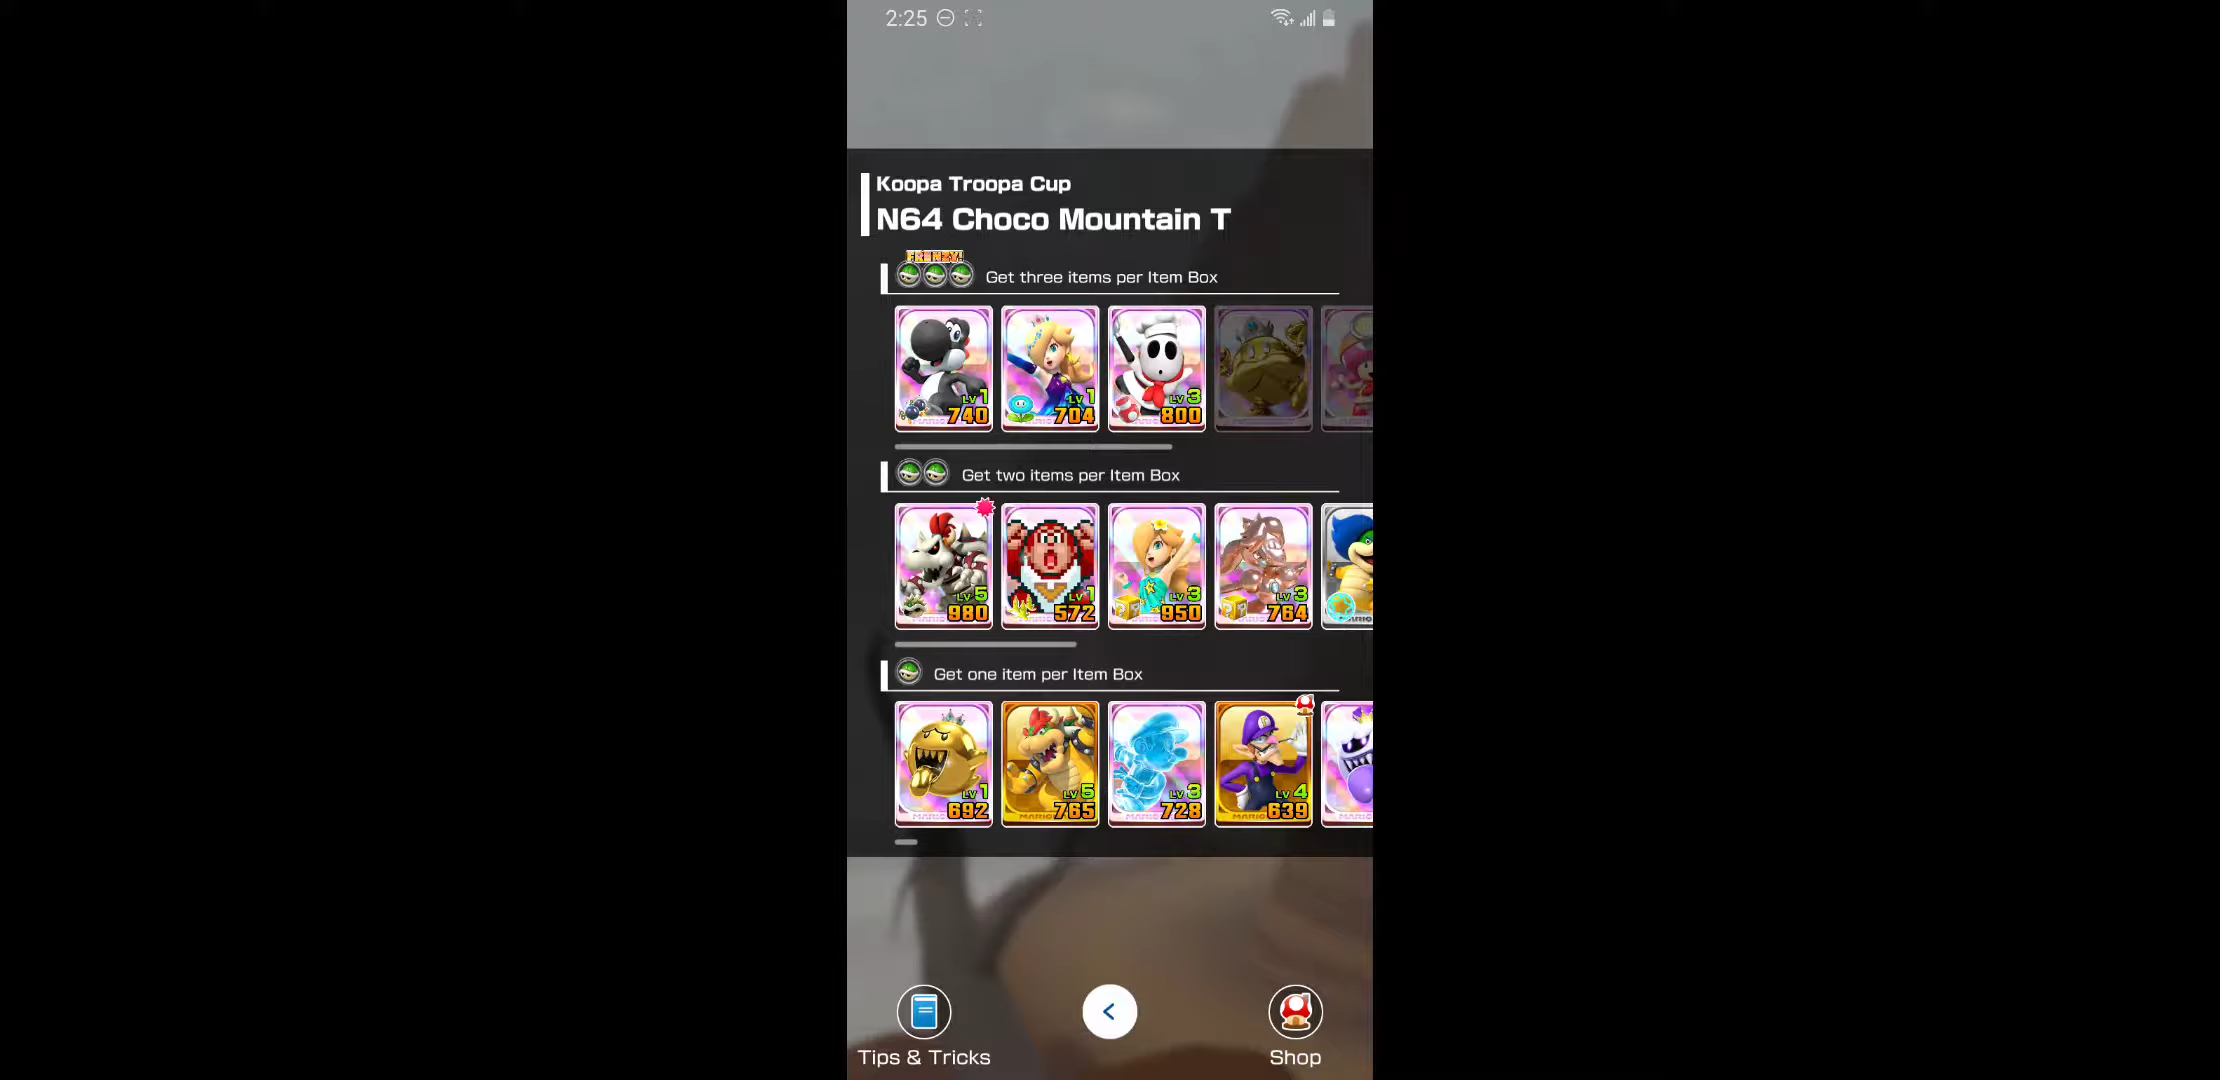 2:25
Koopa Troopa Cup
N64 Choco Mountain T
FRENZY!
Get three items per Item Box
LV 1
740
LV 1
704
LV 3
800
Get two items per Item Box
LV 5
980
LV 1
572
LV 3
950
LV 3
764
Get one item per Item Box
LV 1
692
LV 5
765
LV 3
728
LV 4
639
Tips & Tricks
<
Shop